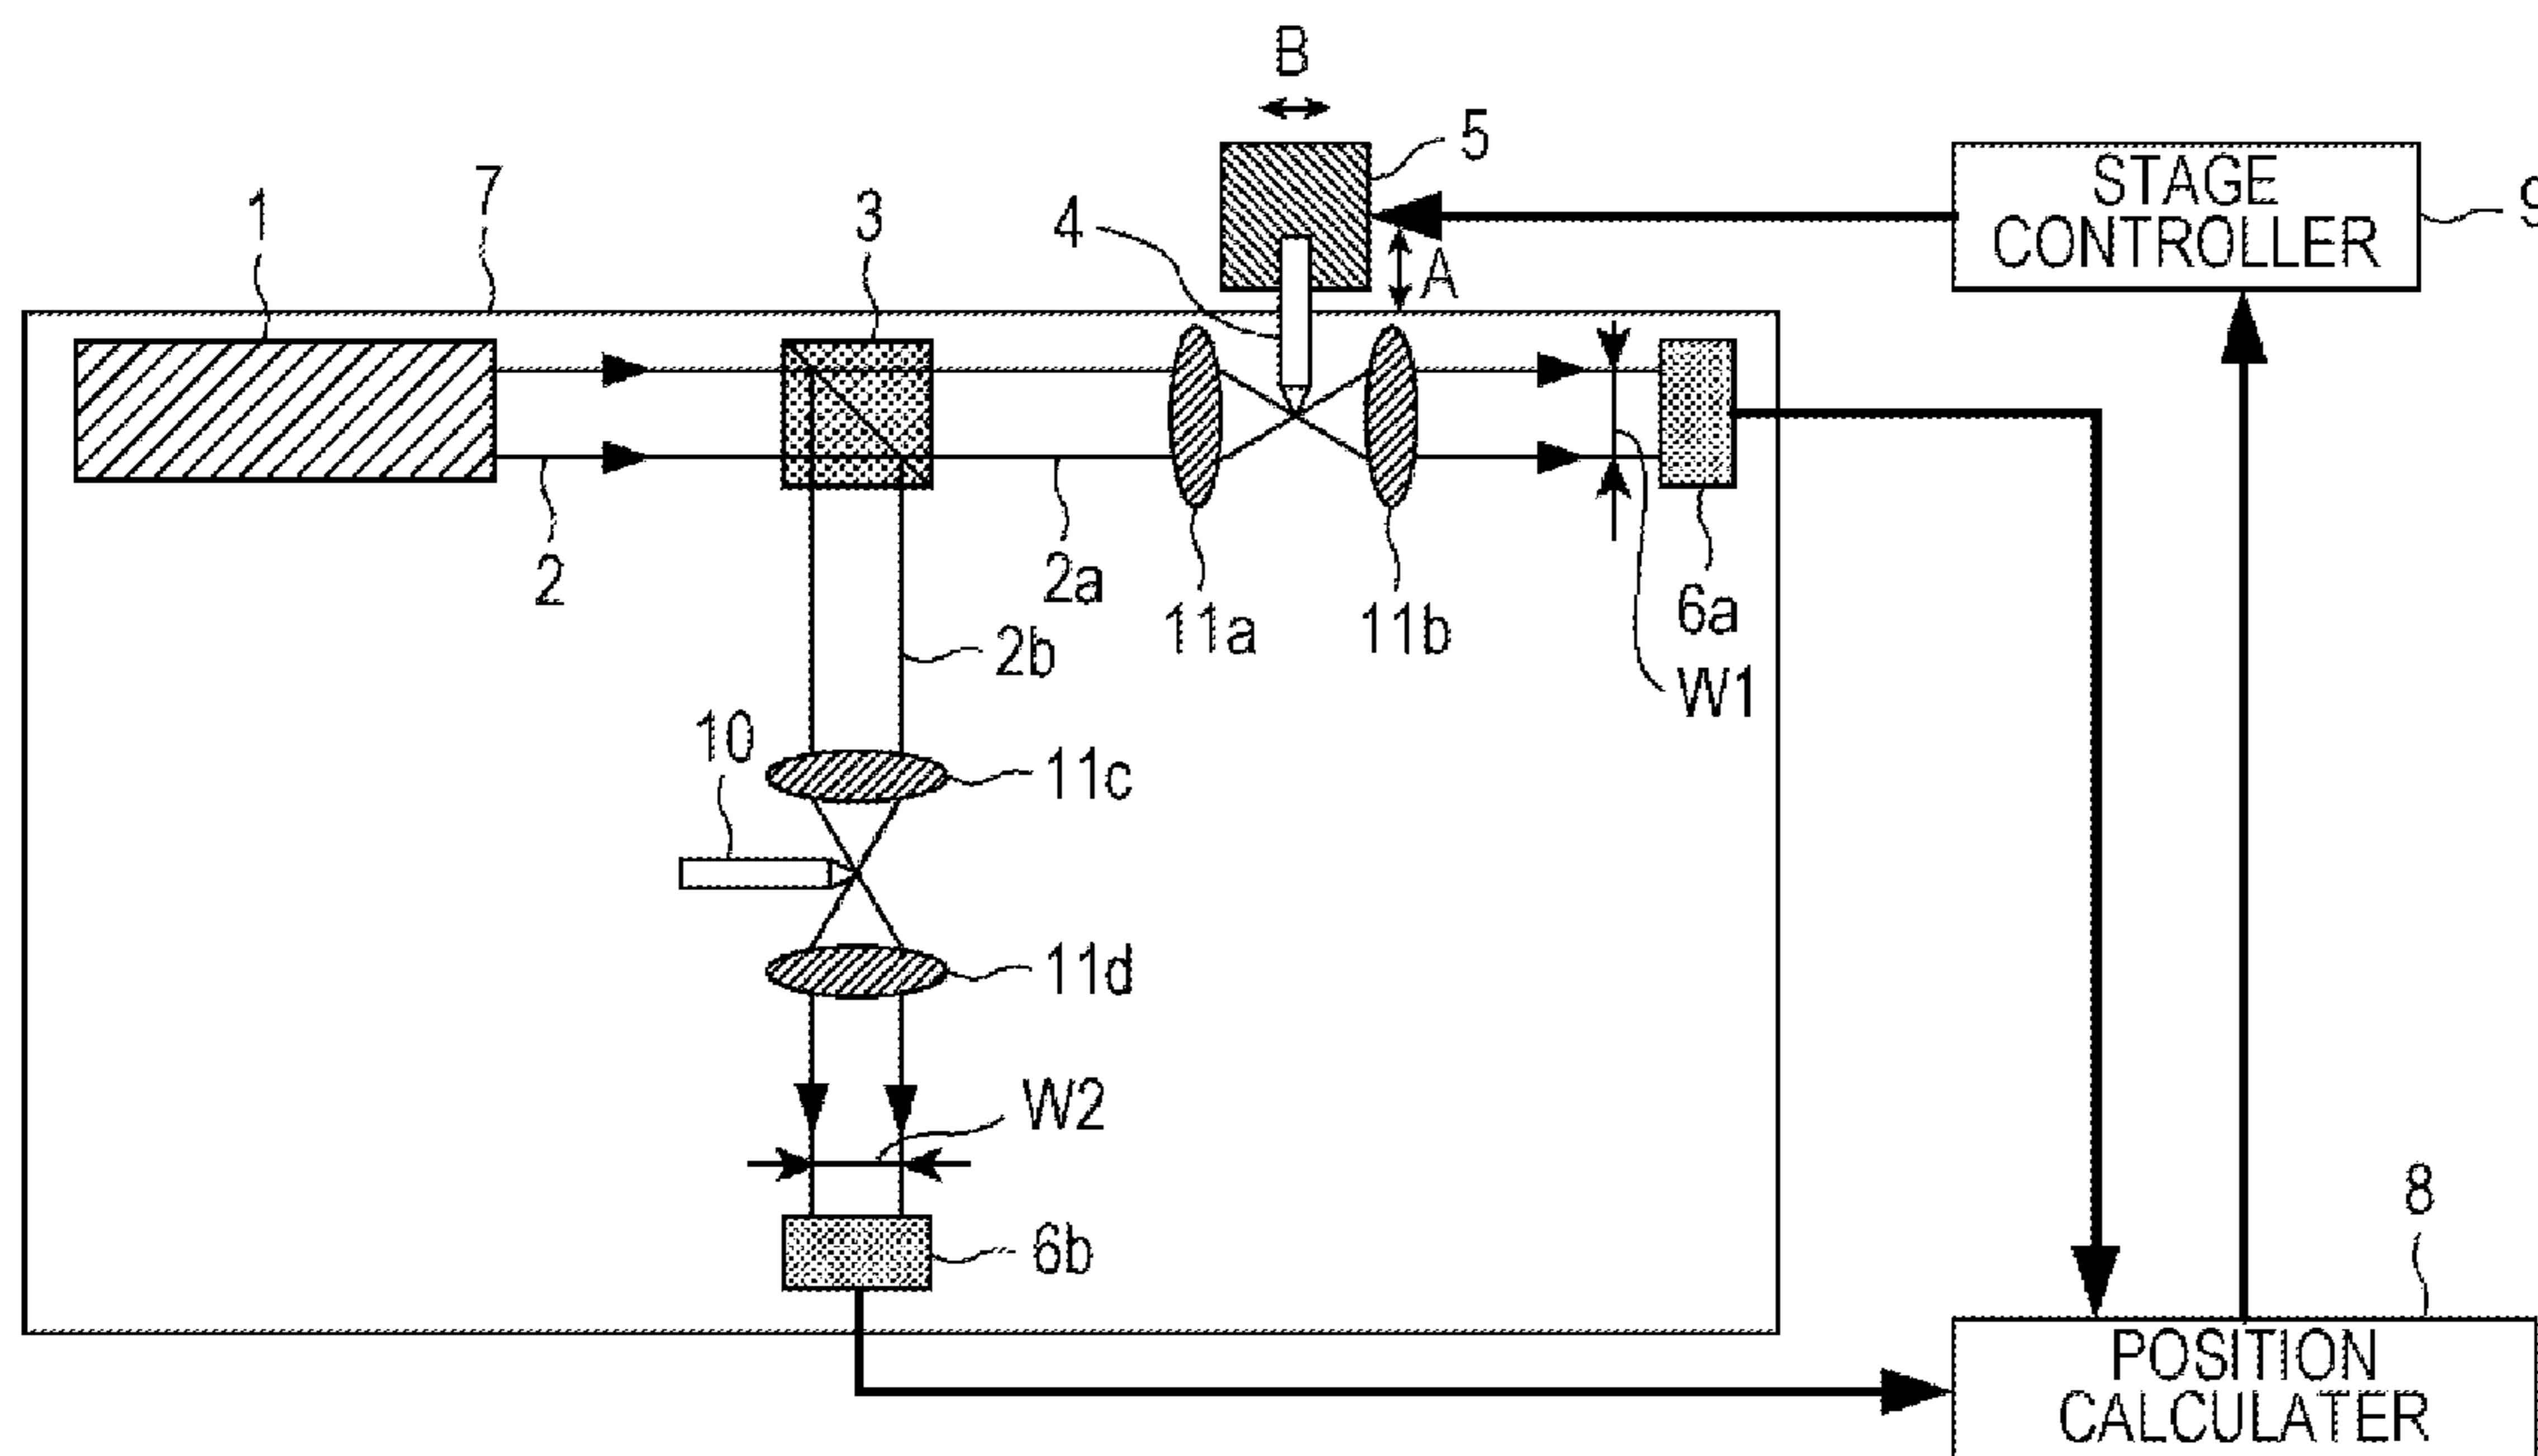 B
5
STAGE
CONTROLLER
9
1
7
3
4
A
2
2a
11a
11b
6a
2b
W1
10
11c
11d
W2
8
6b
POSITION
CALCULATER